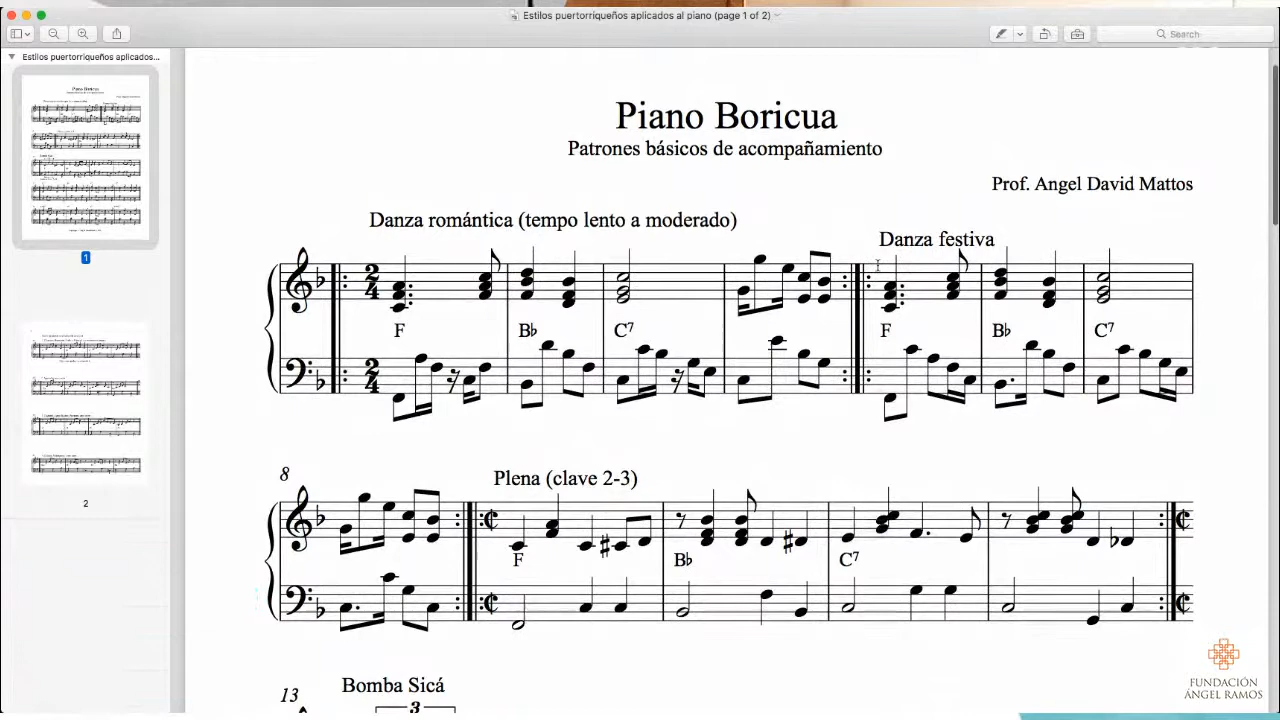 Estilos puertorriqueños aplicados al piano (page 1 of 2)
Search
Estilos puertorriqueños aplicados...
Piano Boricua
Patrones básicos de acompañamiento
Prof. Angel David Mattos
Danza romántica (tempo lento a moderado)
Danza festiva
F B♭ C7 F B♭ C7
1
8
Plena (clave 2-3)
F B♭ C7
2
13
Bomba Sicá
3
FUNDACIÓN
ÁNGEL RAMOS